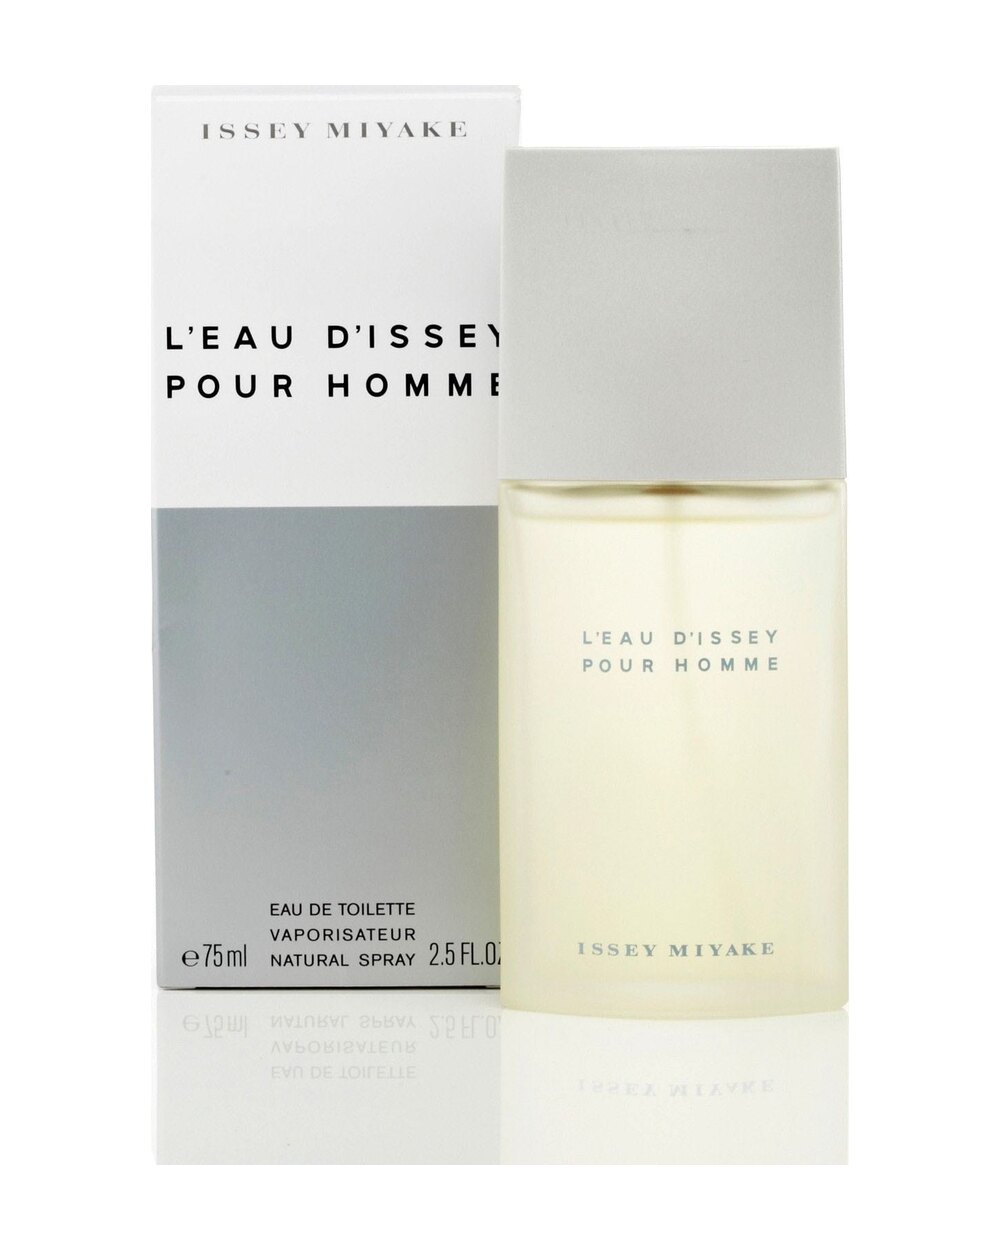 ISSEY MIYAKE
L'EAU D'ISSEY
POUR HOMME
EAU DE TOILETTE
VAPORISATEUR
℮75ml NATURAL SPRAY 2.5 FL.OZ
L'EAU D'ISSEY
POUR HOMME
ISSEY MIYAKE